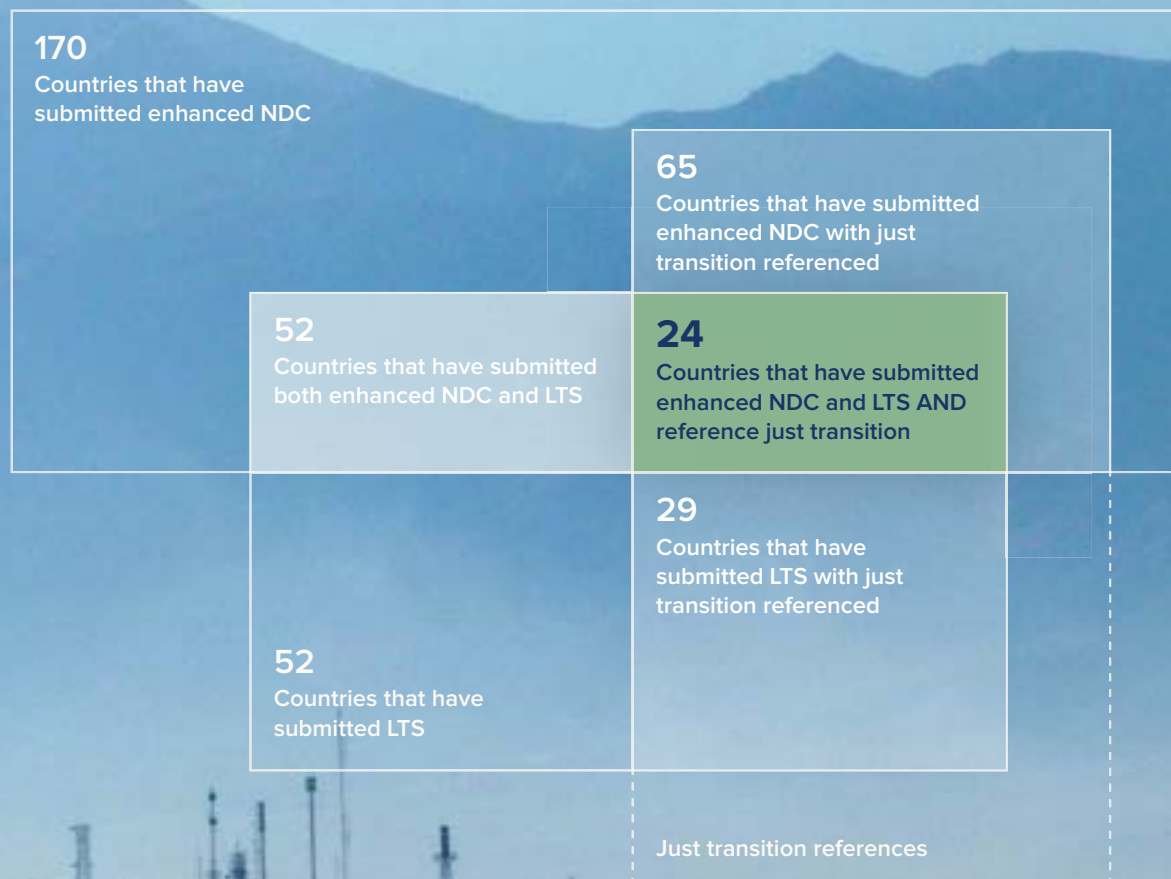 170
Countries that have
submitted enhanced NDC
65
Countries that have submitted
enhanced NDC with just
transition referenced
52
Countries that have submitted
both enhanced NDC and LTS
24
Countries that have submitted
enhanced NDC and LTS AND
reference just transition
29
Countries that have
submitted LTS with just
transition referenced
52
Countries that have
submitted LTS
Just transition references